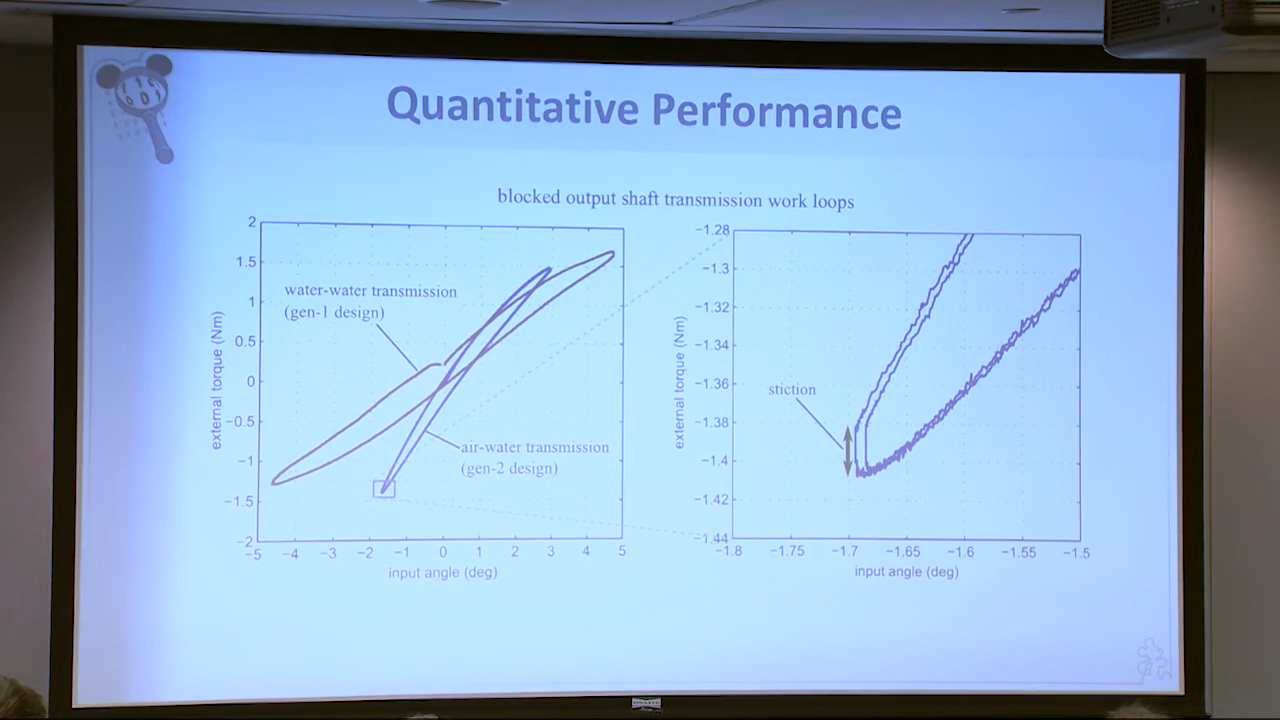 Quantitative Performance
blocked output shaft transmission work loops
2
1.5
1
0.5
0
−0.5
−1
−1.5
−2
external torque (Nm)
water-water transmission
(gen-1 design)
air-water transmission
(gen-2 design)
−5 −4 −3 −2 −1 0 1 2 3 4 5
input angle (deg)
−1.28
−1.3
−1.32
−1.34
−1.36
−1.38
−1.4
−1.42
−1.44
external torque (Nm)
stiction
−1.8 −1.75 −1.7 −1.65 −1.6 −1.55 −1.5
input angle (deg)